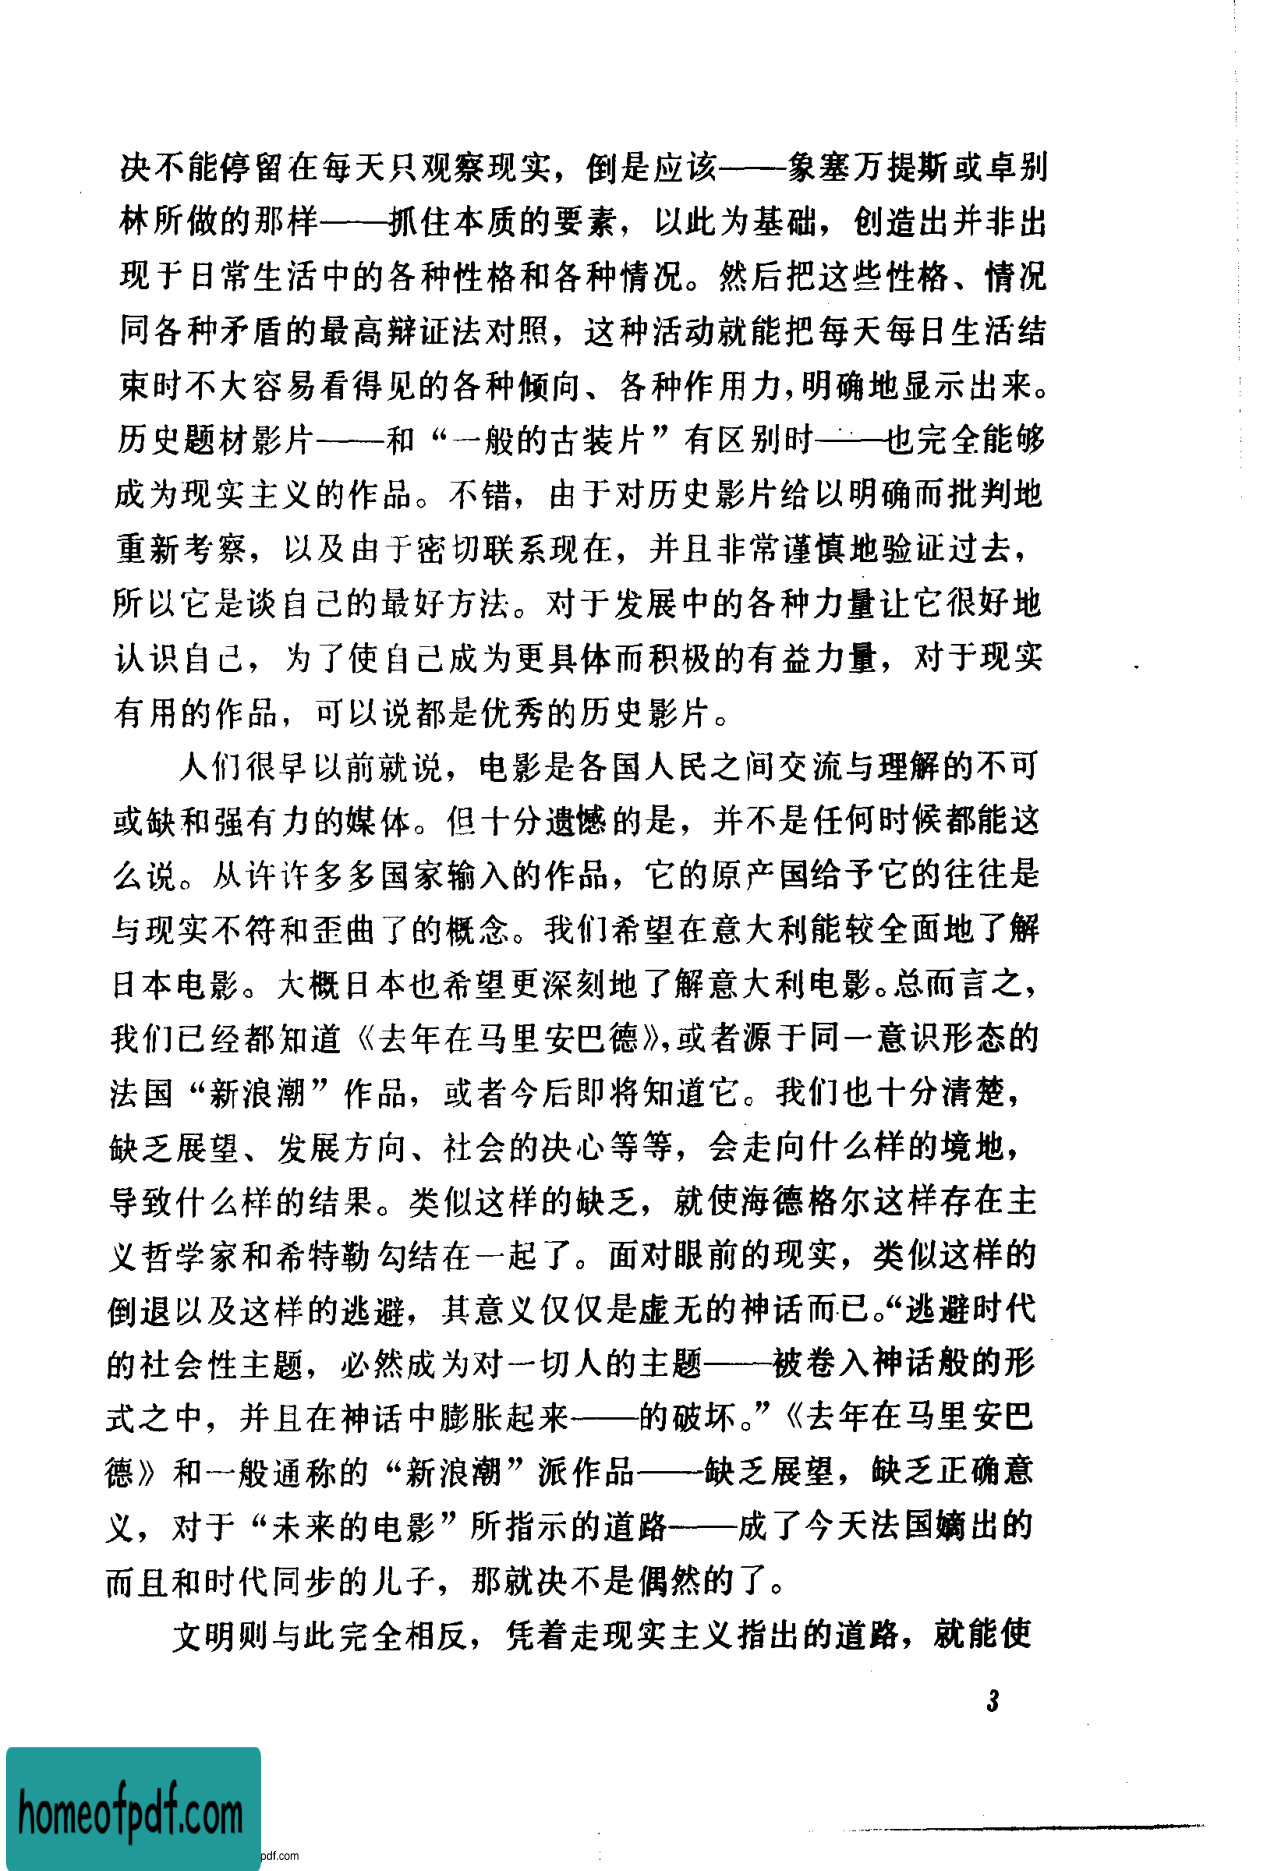 决不能停留在每天只观察现实，倒是应该——象塞万提斯或卓别
林所做的那样——抓住本质的要素，以此为基础，创造出并非出
现于日常生活中的各种性格和各种情况。然后把这些性格、情况
同各种矛盾的最高辩证法对照，这种活动就能把每天每日生活结
束时不大容易看得见的各种倾向、各种作用力，明确地显示出来。
历史题材影片——和“一般的古装片”有区别时——也完全能够
成为现实主义的作品。不错，由于对历史影片给以明确而批判地
重新考察，以及由于密切联系现在，并且非常谨慎地验证过去，
所以它是谈自己的最好方法。对于发展中的各种力量让它很好地
认识自己，为了使自己成为更具体而积极的有益力量，对于现实
有用的作品，可以说都是优秀的历史影片。
人们很早以前就说，电影是各国人民之间交流与理解的不可
或缺和强有力的媒体。但十分遗憾的是，并不是任何时候都能这
么说。从许许多多国家输入的作品，它的原产国给予它的往往是
与现实不符和歪曲了的概念。我们希望在意大利能较全面地了解
日本电影。大概日本也希望更深刻地了解意大利电影。总而言之，
我们已经都知道《去年在马里安巴德》，或者源于同一意识形态的
法国“新浪潮”作品，或者今后即将知道它。我们也十分清楚，
缺乏展望、发展方向、社会的决心等等，会走向什么样的境地，
导致什么样的结果。类似这样的缺乏，就使海德格尔这样存在主
义哲学家和希特勒勾结在一起了。面对眼前的现实，类似这样的
倒退以及这样的逃避，其意义仅仅是虚无的神话而已。“逃避时代
的社会性主题，必然成为对一切人的主题——被卷入神话般的形
式之中，并且在神话中膨胀起来——的破坏。”《去年在马里安巴
德》和一般通称的“新浪潮”派作品——缺乏展望，缺乏正确意
义，对于“未来的电影”所指示的道路——成了今天法国嫡出的
而且和时代同步的儿子，那就决不是偶然的了。
文明则与此完全相反，凭着走现实主义指出的道路，就能使
3
homeofpdf.com
pdf.com